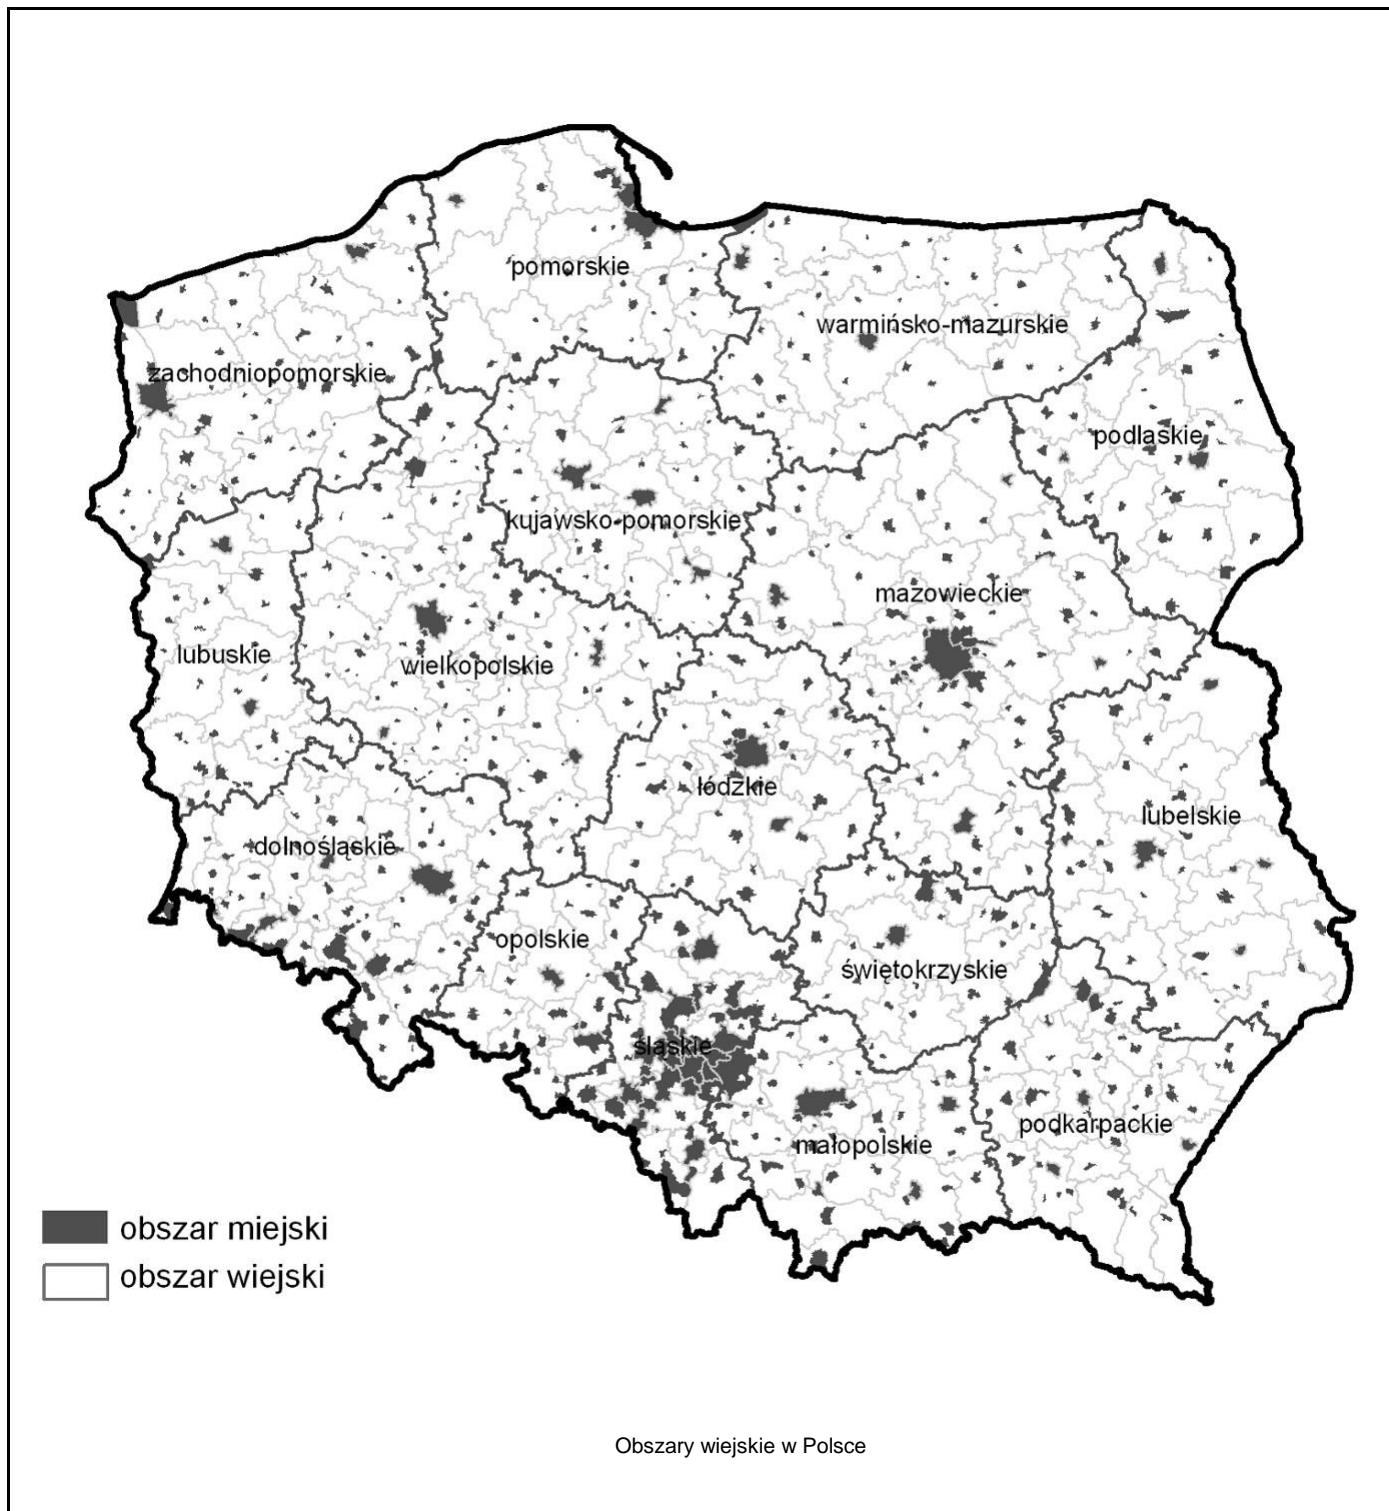 pomorskie
warmińsko-mazurskie
zachodniopomorskie
podlaskie
kujawsko-pomorskie
mazowieckie
lubuskie
wielkopolskie
łódzkie
lubelskie
dolnośląskie
opolskie
świętokrzyskie
śląskie
podkarpackie
małopolskie
obszar miejski
obszar wiejski
Obszary wiejskie w Polsce